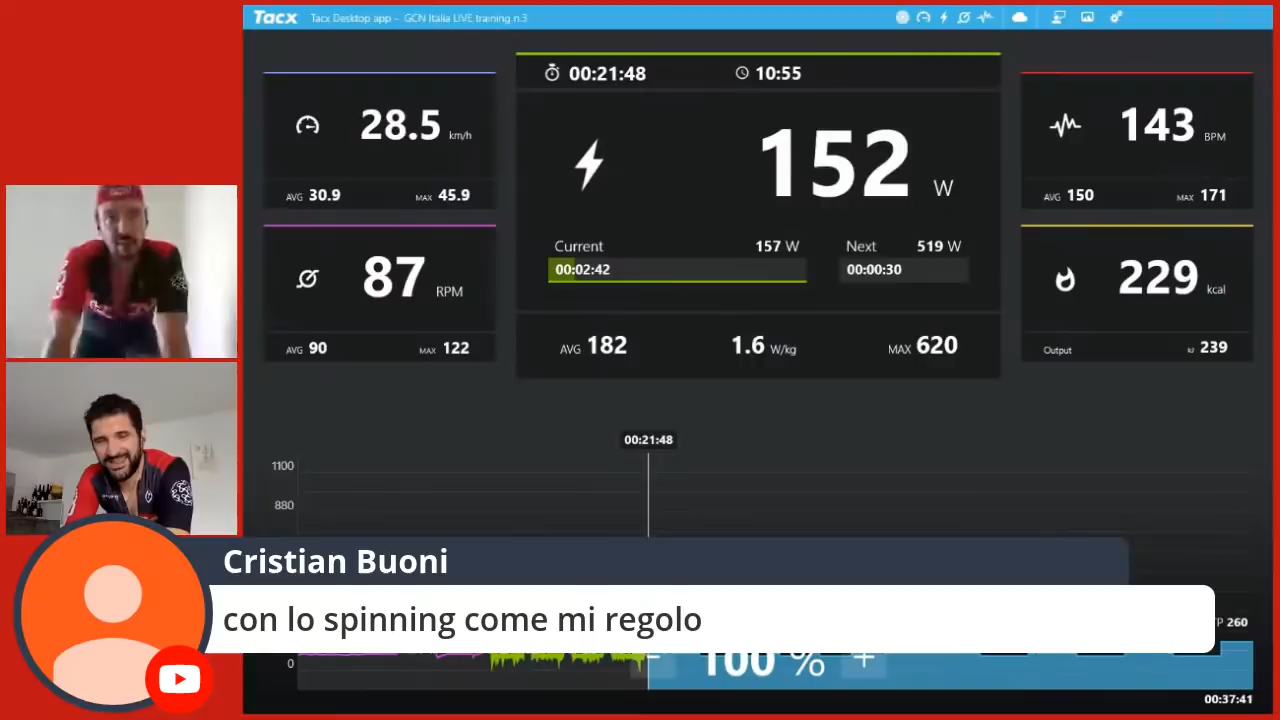 Tacx Tacx Desktop app - GCN Italia LIVE training n.3
00:21:48 10:55
28.5 km/h
AVG 30.9 MAX 45.9
152 W
143 BPM
AVG 150 MAX 171
87 RPM
AVG 90 MAX 122
Current 157 W Next 519 W
00:02:42 00:00:30
AVG 182 1.6 W/kg MAX 620
229 kcal
Output kJ 239
00:21:48
1100
880
Cristian Buoni
con lo spinning come mi regolo
260
0
100 %
00:37:41